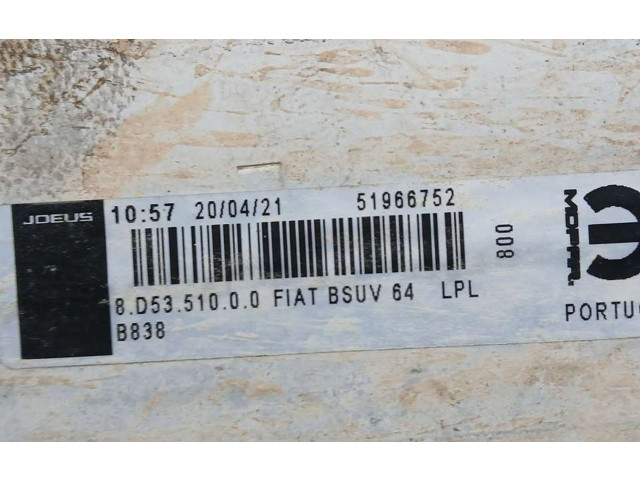 JDEUS
10:57 20/04/21 51966752
8.D53.510.0.0 FIAT BSUV 64 LPL
B838
800
MOPAR
PORTUG